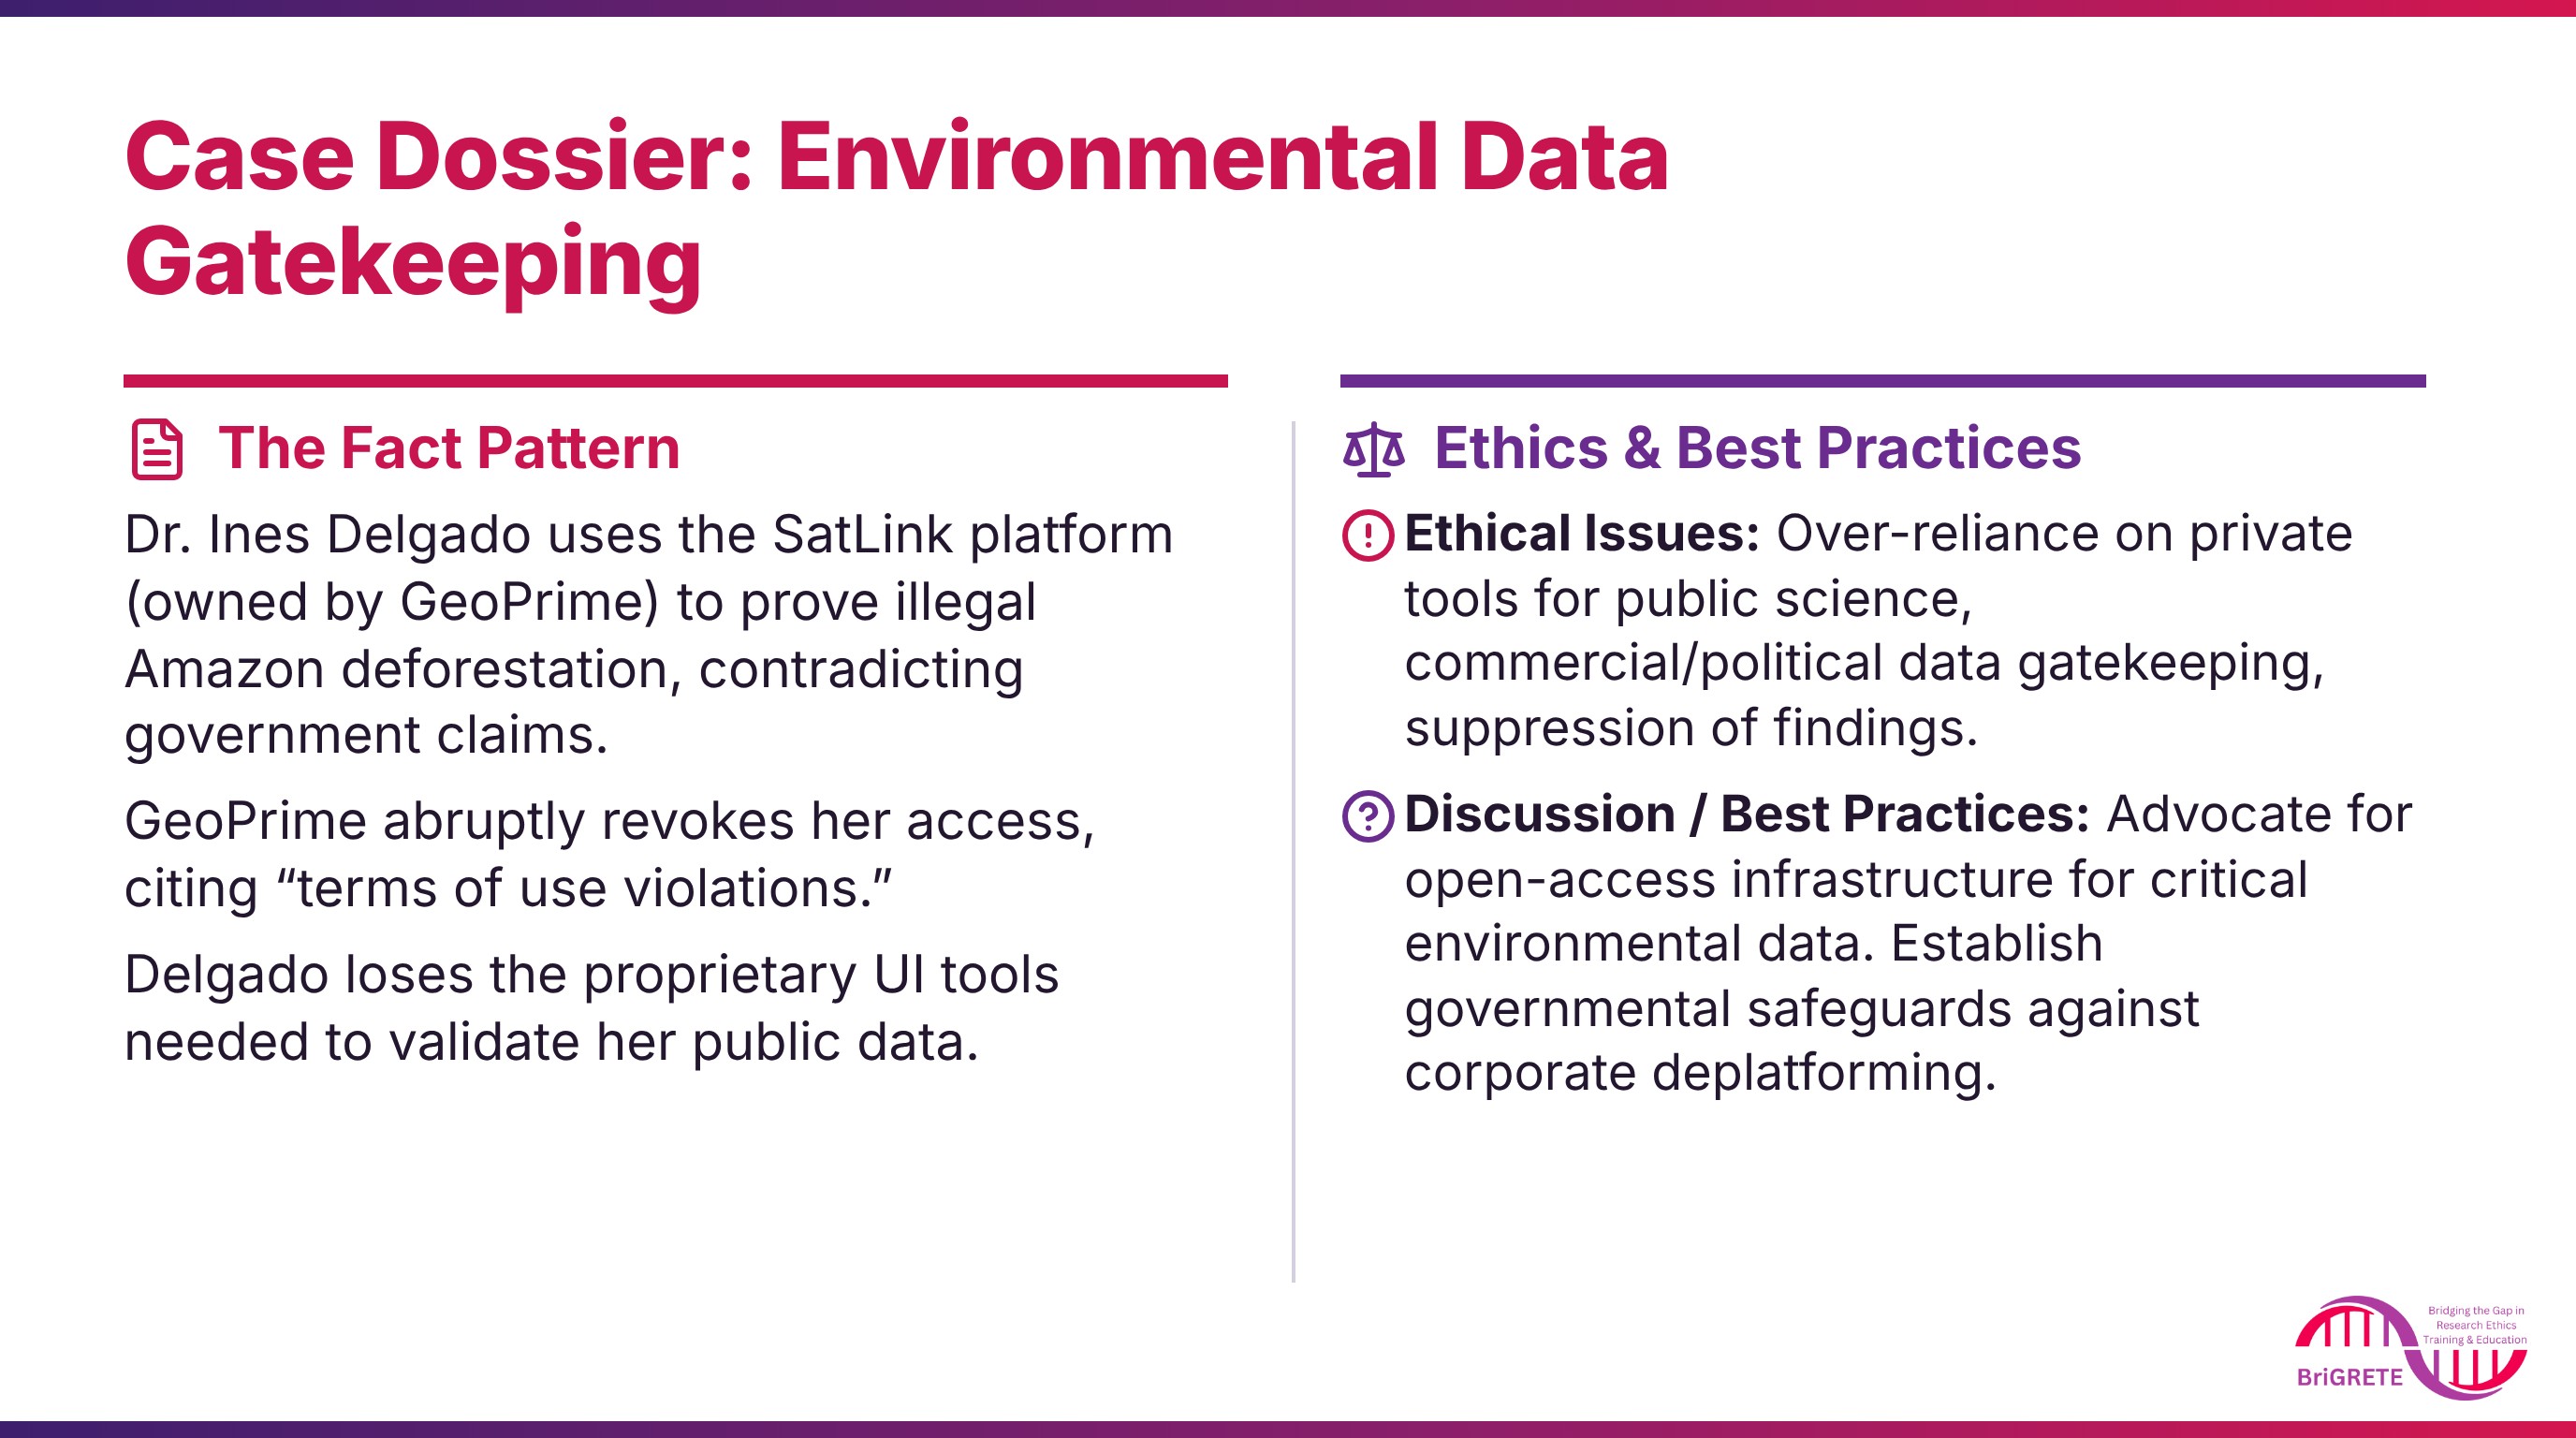 Case Dossier: Environmental Data
Gatekeeping
The Fact Pattern
Dr. Ines Delgado uses the SatLink platform
(owned by GeoPrime) to prove illegal
Amazon deforestation, contradicting
government claims.
GeoPrime abruptly revokes her access,
citing “terms of use violations.”
Delgado loses the proprietary UI tools
needed to validate her public data.
Ethics & Best Practices
Ethical Issues: Over-reliance on private
tools for public science,
commercial/political data gatekeeping,
suppression of findings.
Discussion / Best Practices: Advocate for
open-access infrastructure for critical
environmental data. Establish
governmental safeguards against
corporate deplatforming.
Bridging the Gap in
Research Ethics
Training & Education
BriGRETE